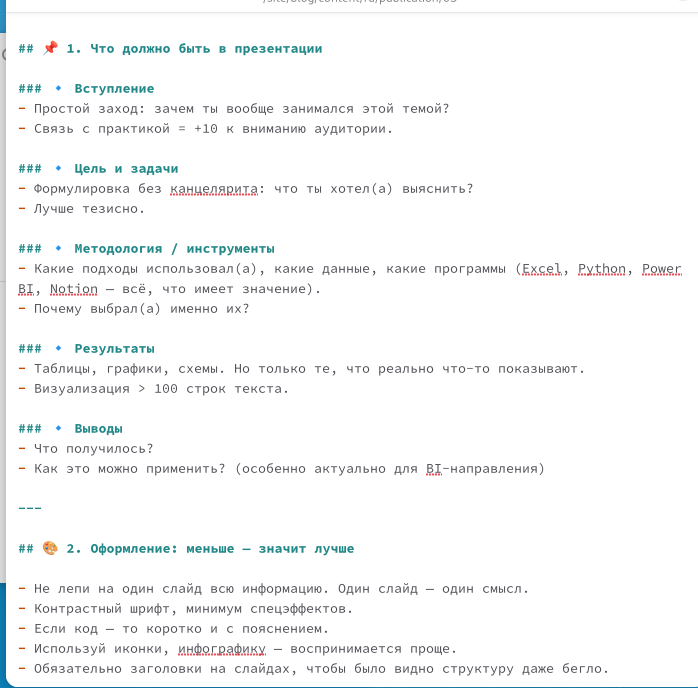 ## 📌 1. Что должно быть в презентации
### 🔹 Вступление
- Простой заход: зачем ты вообще занимался этой темой?
- Связь с практикой = +10 к вниманию аудитории.
### 🔹 Цель и задачи
- Формулировка без канцелярита: что ты хотел(а) выяснить?
- Лучше тезисно.
### 🔹 Методология / инструменты
- Какие подходы использовал(а), какие данные, какие программы (Excel, Python, Power
BI, Notion — всё, что имеет значение).
- Почему выбрал(а) именно их?
### 🔹 Результаты
- Таблицы, графики, схемы. Но только те, что реально что-то показывают.
- Визуализация > 100 строк текста.
### 🔹 Выводы
- Что получилось?
- Как это можно применить? (особенно актуально для BI-направления)
---
## 🎨 2. Оформление: меньше — значит лучше
- Не лепи на один слайд всю информацию. Один слайд — один смысл.
- Контрастный шрифт, минимум спецэффектов.
- Если код — то коротко и с пояснением.
- Используй иконки, инфографику — воспринимается проще.
- Обязательно заголовки на слайдах, чтобы было видно структуру даже бегло.